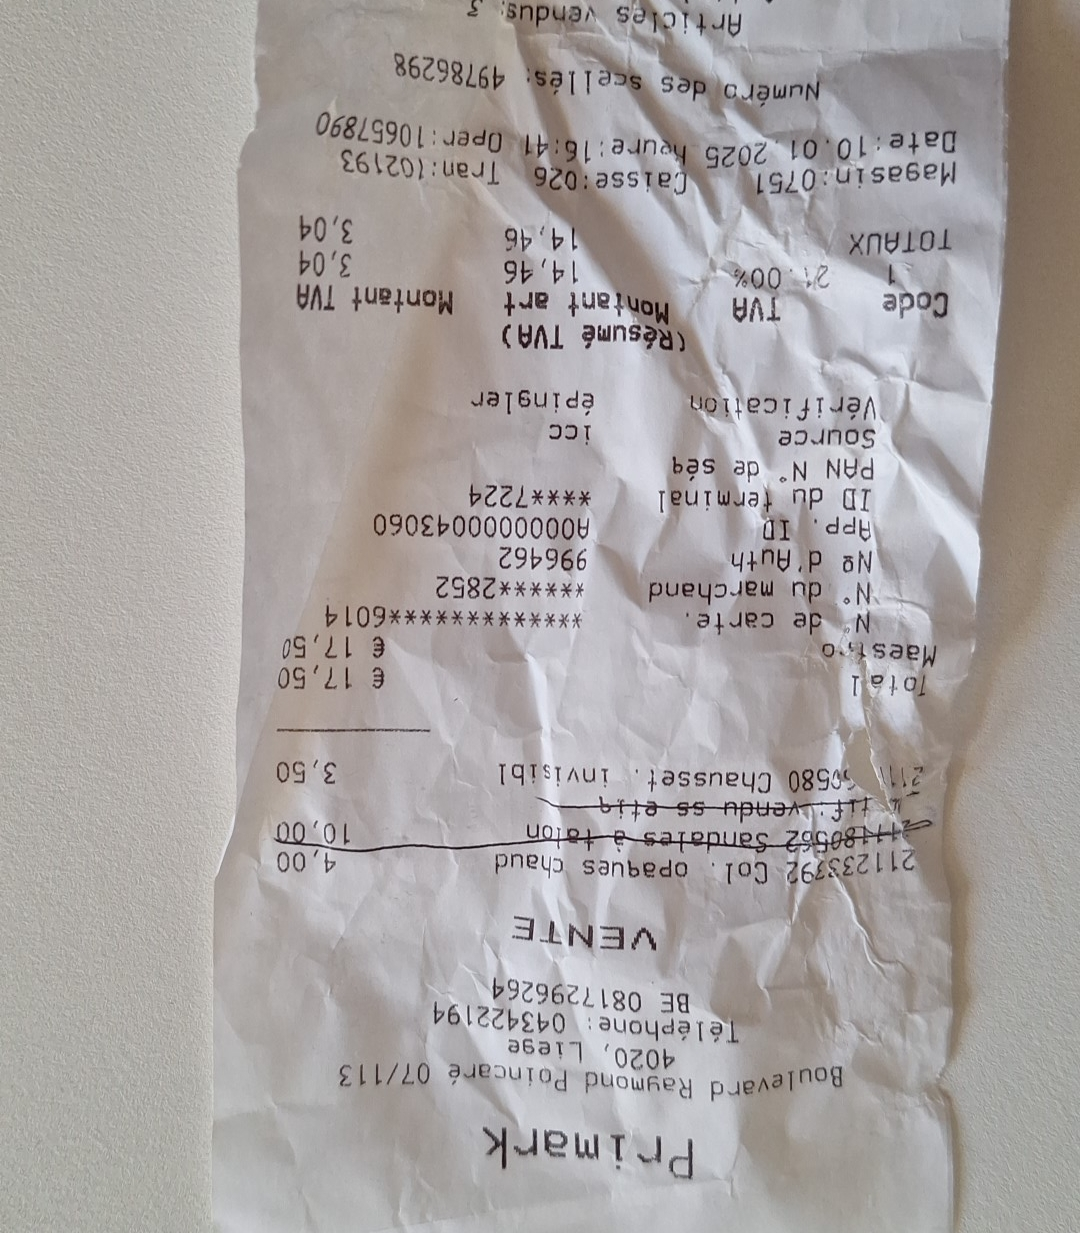 Primark
Boulevard Raymond Poincaré 07/113
4020, Liege
Téléphone: 043422194
BE 0817296264
VENTE
211233392 Col. opaques chaud 4,00
211180562 Sandales à talon 10,00
vendu ss etiq
Chausset. invisibl 3,50
Total € 17,50
Maestro € 17,50
N° de carte. ***************6014
N° du marchand *******2852
Nº d'Auth 996462
App. ID A0000000043060
ID du terminal ****7224
PAN N° de séq
Source icc
Vérification épingler
(Résumé TVA)
Code TVA Montant art Montant TVA
1 21.00% 14,46 3,04
TOTAUX 14,46 3,04
Magasin:0751 Caisse:026 Tran:102193
Date:10.01.2025 heure:16:41 Oper:10657890
Numéro des scellés: 49786298
Articles vendus: 3